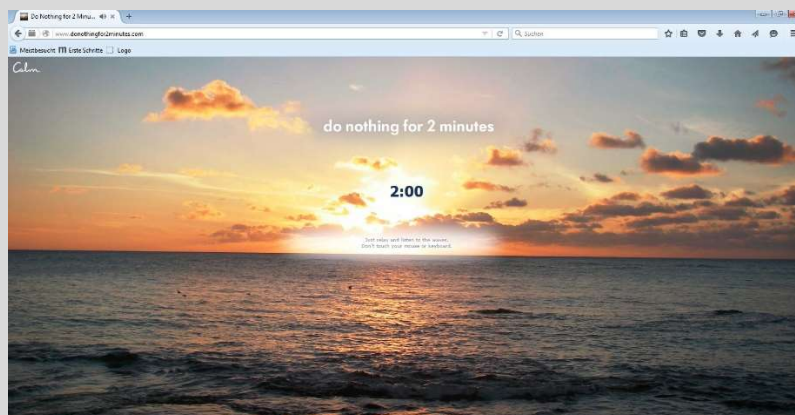 Do Nothing for 2 Minu...
www.donothingfor2minutes.com
Suchen
Meistbesucht
Erste Schritte
Logo
Calm
do nothing for 2 minutes
2:00
Just relax and listen to the waves.
Don't touch your mouse or keyboard.